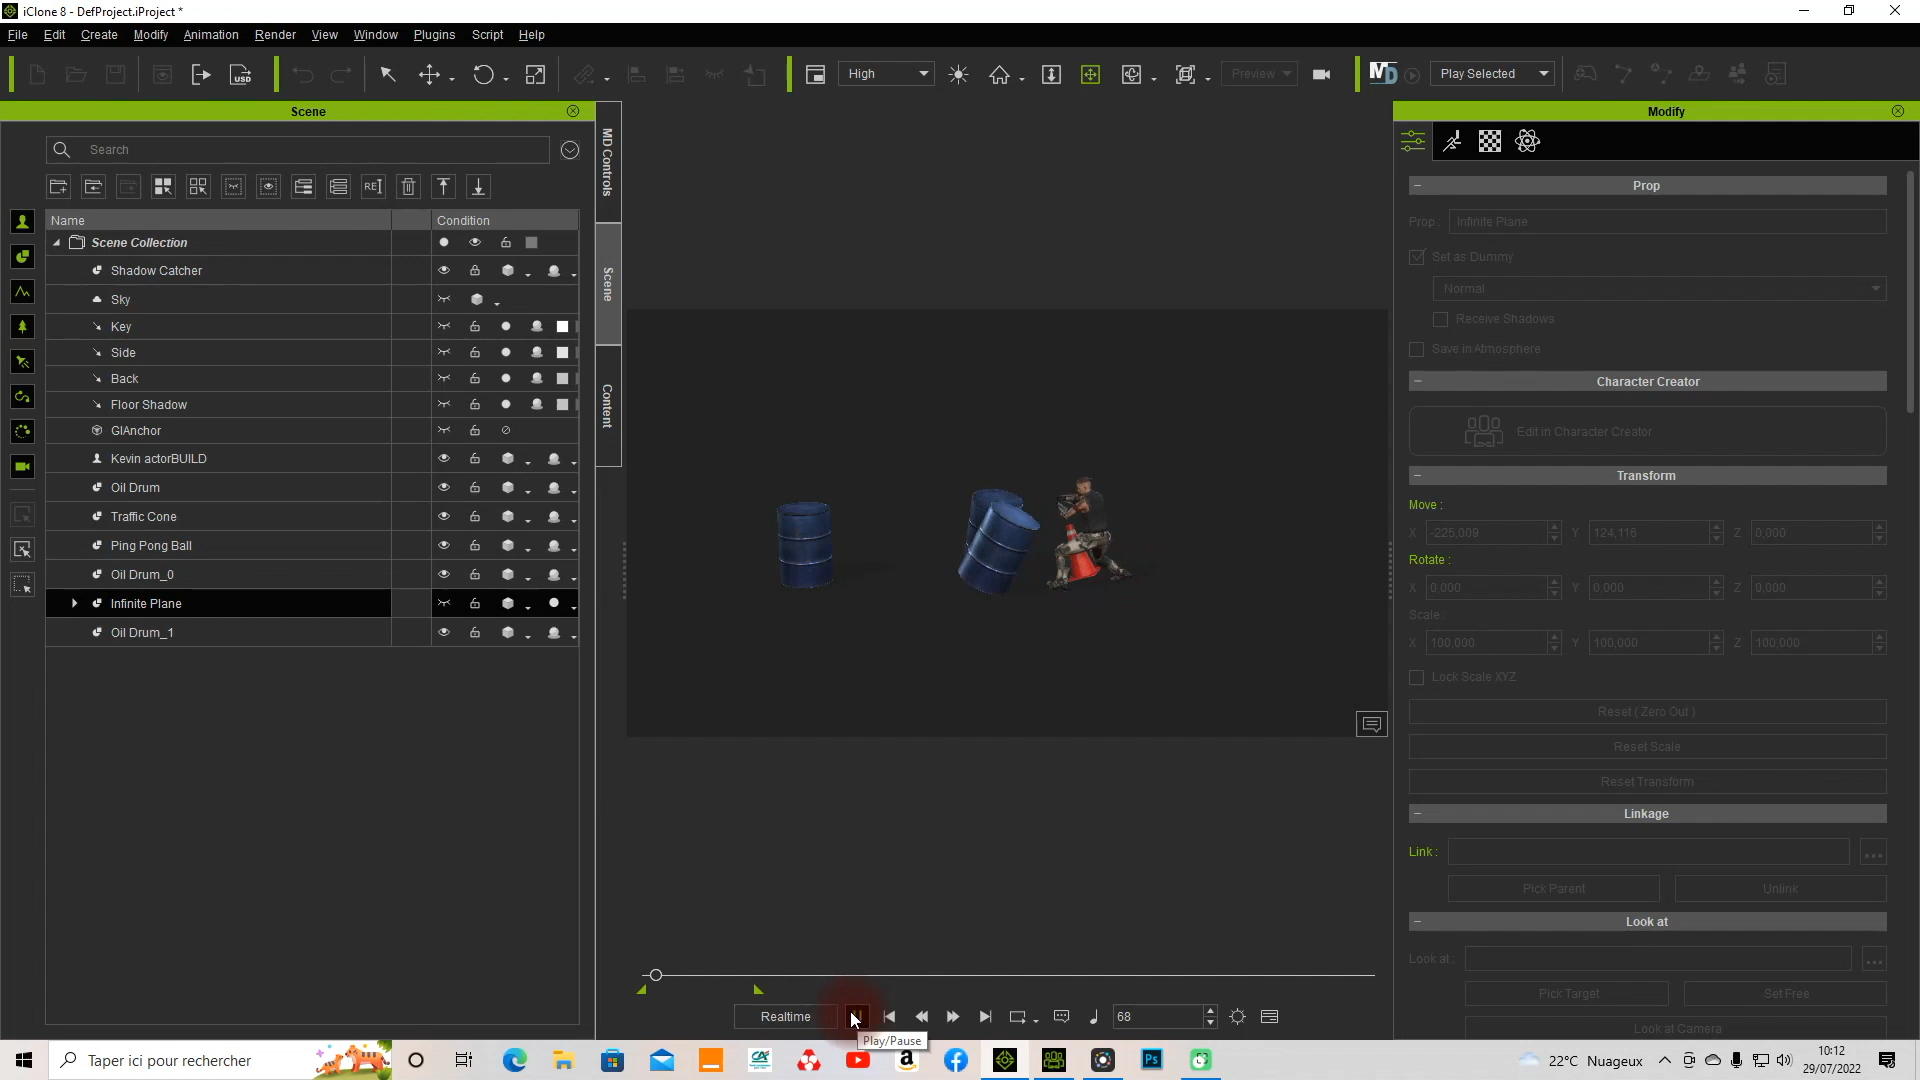 iClone 8 - DefProject.iProject *
File Edit Create Modify Animation Render View Window Plugins Script Help
USD High Preview MD Play Selected
Scene
Search
RE
Name Condition
Scene Collection
Shadow Catcher
Sky
Key
Side
Back
Floor Shadow
GIAnchor
Kevin actorBUILD
Oil Drum
Traffic Cone
Ping Pong Ball
Oil Drum_0
Infinite Plane
Oil Drum_1
MD Controls
Scene
Content
Realtime 68
Play/Pause
Modify
Prop
Prop : Infinite Plane
Set as Dummy
Normal
Receive Shadows
Save in Atmosphere
Character Creator
Edit in Character Creator
Transform
Move :
X -225,009 Y 124,116 Z 0,000
Rotate :
X 0,000 Y 0,000 Z 0,000
Scale :
X 100,000 Y 100,000 Z 100,000
Lock Scale XYZ
Reset ( Zero Out )
Reset Scale
Reset Transform
Linkage
Link : ...
Pick Parent Unlink
Look at
Look at : ...
Pick Target Set Free
Look at Camera
Taper ici pour rechercher
CA
a
Ps
22°C Nuageux
10:12
29/07/2022